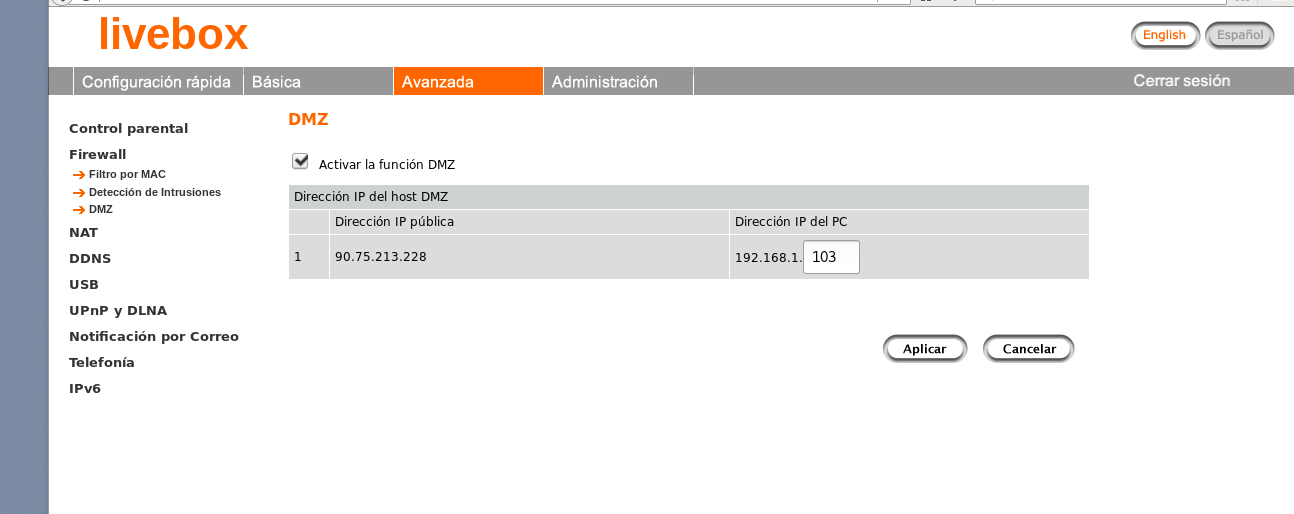 livebox
English Español
Configuración rápida Básica Avanzada Administración Cerrar sesión
DMZ
Control parental
Firewall
Filtro por MAC
Detección de Intrusiones
DMZ
NAT
DDNS
USB
UPnP y DLNA
Notificación por Correo
Telefonía
IPv6
Activar la función DMZ
Dirección IP del host DMZ
Dirección IP pública Dirección IP del PC
1 90.75.213.228 192.168.1. 103
Aplicar Cancelar